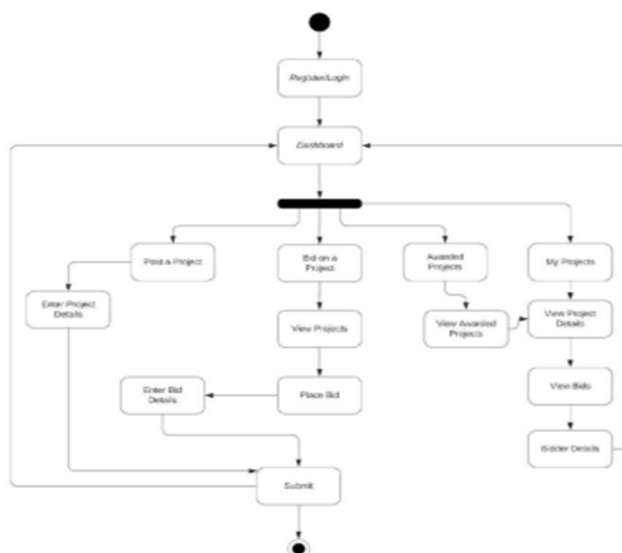 Register/Login
Dashboard
Post a Project
Bid on a
Project
Awarded
Projects
My Projects
Enter Project
Details
View Projects
View Awarded
Projects
View Project
Details
Enter Bid
Details
Place Bid
View Bids
Bidder Details
Submit